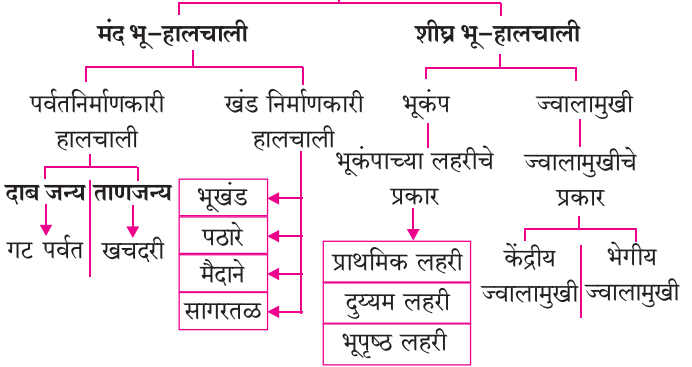 मंद भू-हालचाली
शीघ्र भू-हालचाली
पर्वतनिर्माणकारी
हालचाली
खंड निर्माणकारी
हालचाली
भूकंप
ज्वालामुखी
दाब जन्य
ताणजन्य
गट पर्वत
खचदरी
भूखंड
पठारे
मैदाने
सागरतळ
भूकंपाच्या लहरीचे
प्रकार
प्राथमिक लहरी
दुय्यम लहरी
भूपृष्ठ लहरी
ज्वालामुखीचे
प्रकार
केंद्रीय
ज्वालामुखी
भेगीय
ज्वालामुखी